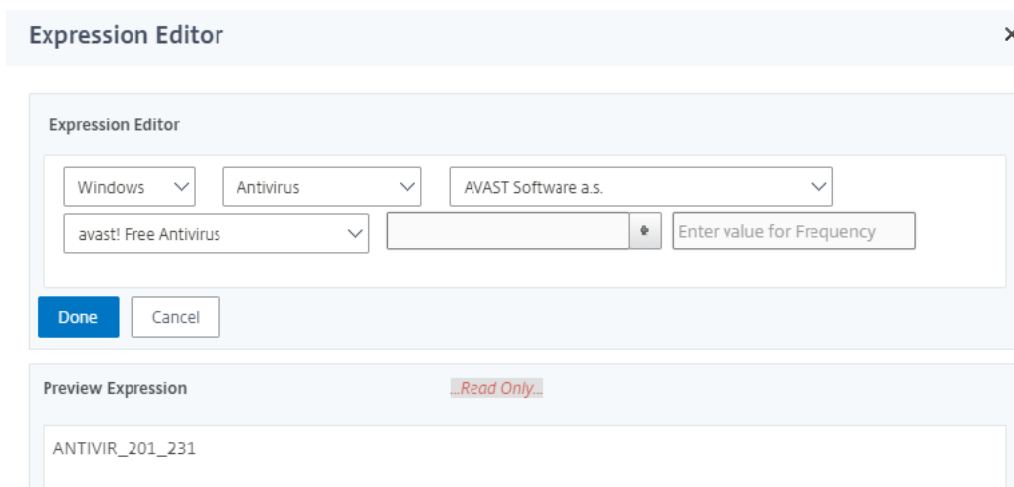 Expression Editor
Expression Editor
Windows Antivirus AVAST Software a.s.
avast! Free Antivirus Enter value for Frequency
Done Cancel
Preview Expression ...Read Only...
ANTIVIR_201_231